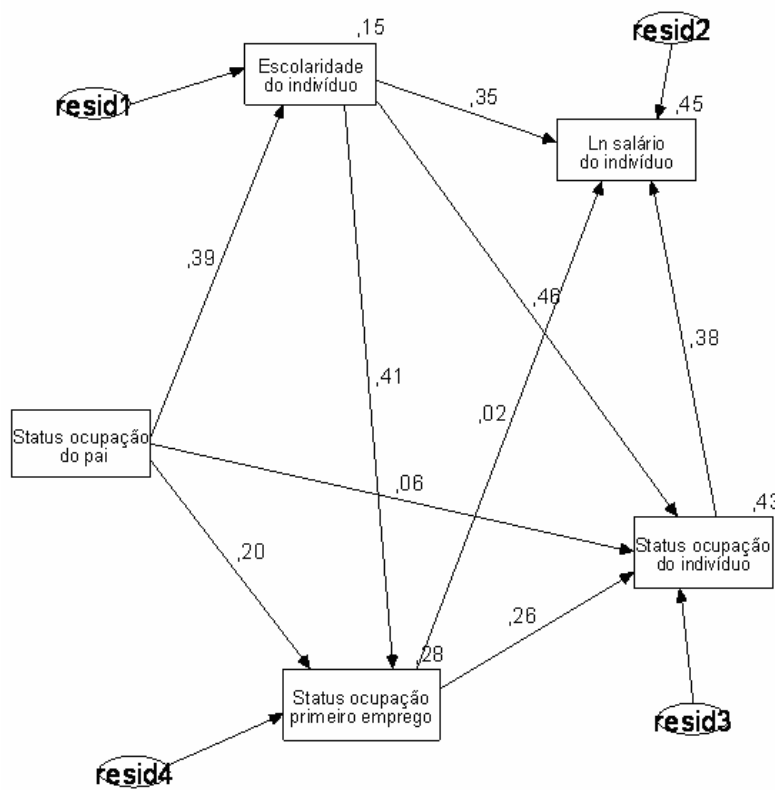 ,15
Escolaridade
do indivíduo
resid1
resid2
,45
Ln salário
do indivíduo
,35
,39
,46
,41
,38
,02
Status ocupação
do pai
,06
,20
,43
Status ocupação
do indivíduo
,26
,28
Status ocupação
primeiro emprego
resid3
resid4